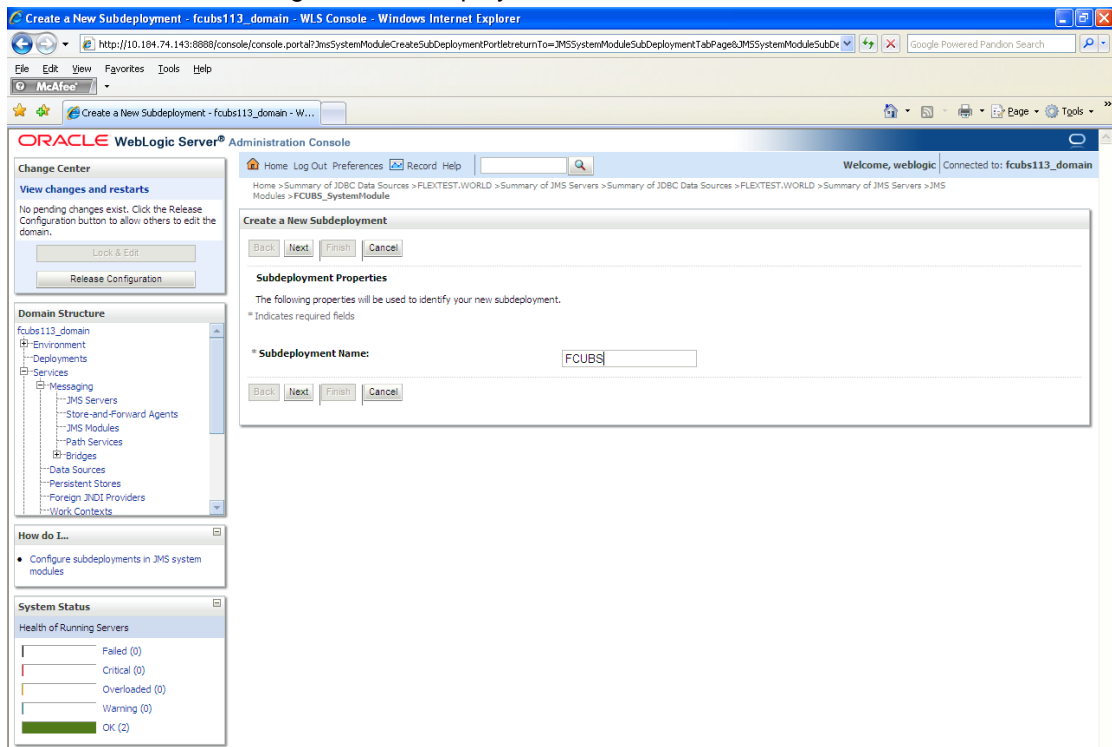 Create a New Subdeployment - fcubs113_domain - WLS Console - Windows Internet Explorer
http://10.184.74.143:8888/console/console.portal?JmsSystemModuleCreateSubDeploymentPortletreturnTo=JMSSystemModuleSubDeploymentTabPage&JMSSystemModuleSubDe
Google Powered Pandion Search
File Edit View Favorites Tools Help
McAfee
Create a New Subdeployment - fcubs113_domain - W...
Page Tools
ORACLE WebLogic Server® Administration Console
Change Center
View changes and restarts
No pending changes exist. Click the Release
Configuration button to allow others to edit the
domain.
Lock & Edit
Release Configuration
Domain Structure
fcubs113_domain
Environment
Deployments
Services
Messaging
JMS Servers
Store-and-Forward Agents
JMS Modules
Path Services
Bridges
Data Sources
Persistent Stores
Foreign JNDI Providers
Work Contexts
How do I...
Configure subdeployments in JMS system
modules
System Status
Health of Running Servers
Failed (0)
Critical (0)
Overloaded (0)
Warning (0)
OK (2)
Home Log Out Preferences Record Help
Welcome, weblogic Connected to: fcubs113_domain
Home >Summary of JDBC Data Sources >FLEXTEST.WORLD >Summary of JMS Servers >Summary of JDBC Data Sources >FLEXTEST.WORLD >Summary of JMS Servers >JMS
Modules >FCUBS_SystemModule
Create a New Subdeployment
Back Next Finish Cancel
Subdeployment Properties
The following properties will be used to identify your new subdeployment.
* Indicates required fields
* Subdeployment Name: FCUBS
Back Next Finish Cancel